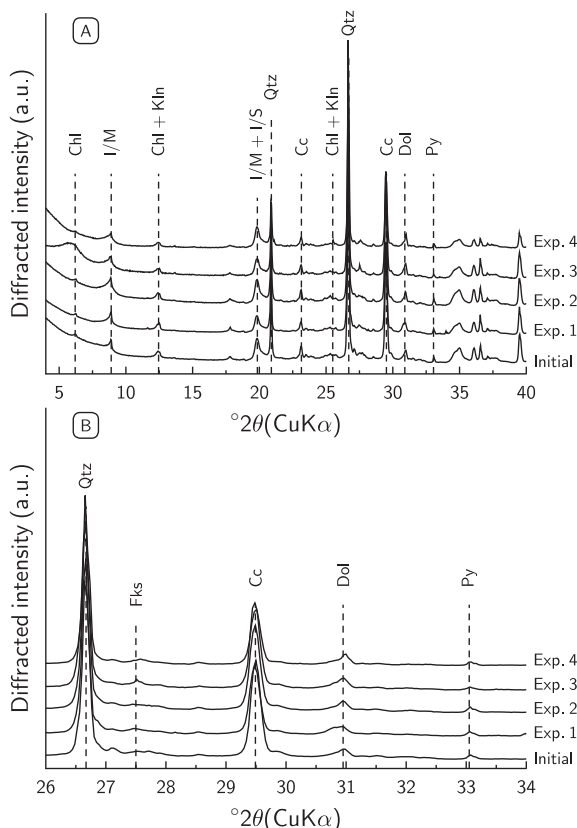 A
Diffracted intensity (a.u.)
Chl
I/M
Chl + Kln
I/M + I/S
Qtz
Cc
Chl + Kln
Qtz
Cc
Dol
Py
Exp. 4
Exp. 3
Exp. 2
Exp. 1
Initial
5 10 15 20 25 30 35 40
°2θ(CuKα)
B
Diffracted intensity (a.u.)
Qtz
Fks
Cc
Dol
Py
Exp. 4
Exp. 3
Exp. 2
Exp. 1
Initial
26 27 28 29 30 31 32 33 34
°2θ(CuKα)